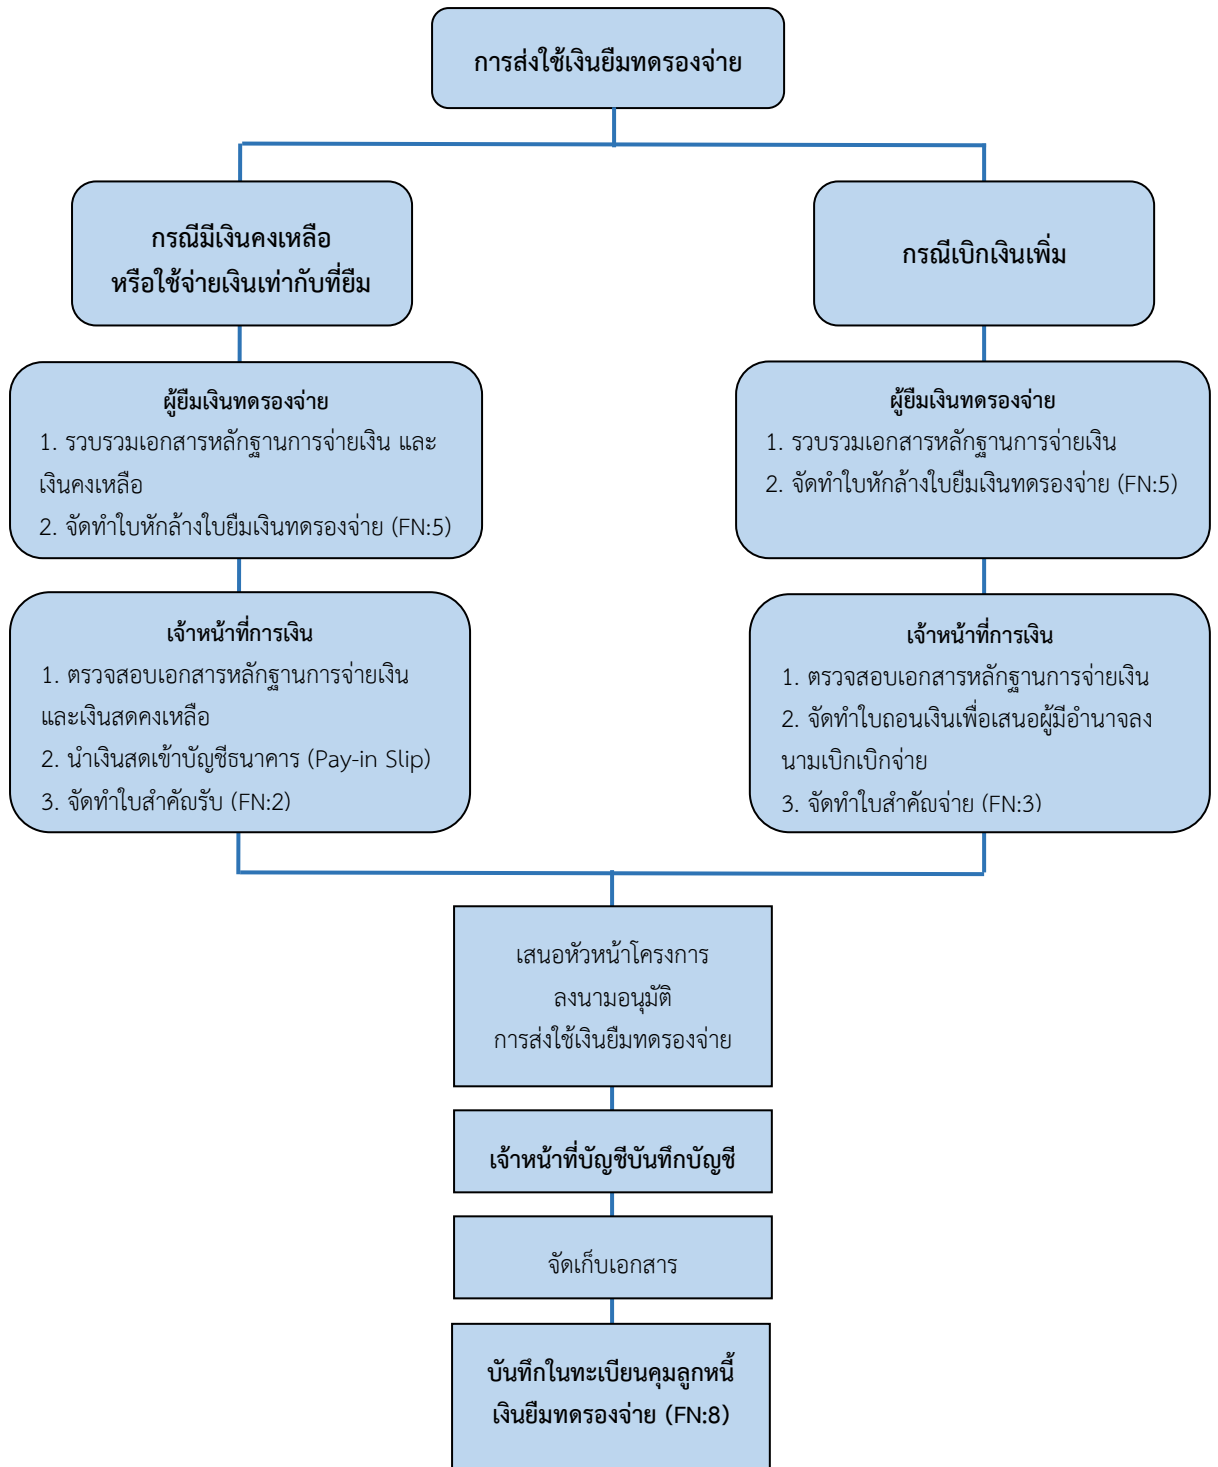 การส่งใช้เงินยืมทดรองจ่าย
กรณีมีเงินคงเหลือ
หรือใช้จ่ายเงินเท่ากับที่ยืม
กรณีเบิกเงินเพิ่ม
ผู้ยืมเงินทดรองจ่าย
1. รวบรวมเอกสารหลักฐานการจ่ายเงิน และ
เงินคงเหลือ
2. จัดทำใบหักล้างใบยืมเงินทดรองจ่าย (FN:5)
ผู้ยืมเงินทดรองจ่าย
1. รวบรวมเอกสารหลักฐานการจ่ายเงิน
2. จัดทำใบหักล้างใบยืมเงินทดรองจ่าย (FN:5)
เจ้าหน้าที่การเงิน
1. ตรวจสอบเอกสารหลักฐานการจ่ายเงิน
และเงินสดคงเหลือ
2. นำเงินสดเข้าบัญชีธนาคาร (Pay-in Slip)
3. จัดทำใบสำคัญรับ (FN:2)
เจ้าหน้าที่การเงิน
1. ตรวจสอบเอกสารหลักฐานการจ่ายเงิน
2. จัดทำใบถอนเงินเพื่อเสนอผู้มีอำนาจลง
นามเบิกเบิกจ่าย
3. จัดทำใบสำคัญจ่าย (FN:3)
เสนอหัวหน้าโครงการ
ลงนามอนุมัติ
การส่งใช้เงินยืมทดรองจ่าย
เจ้าหน้าที่บัญชีบันทึกบัญชี
จัดเก็บเอกสาร
บันทึกในทะเบียนคุมลูกหนี้
เงินยืมทดรองจ่าย (FN:8)